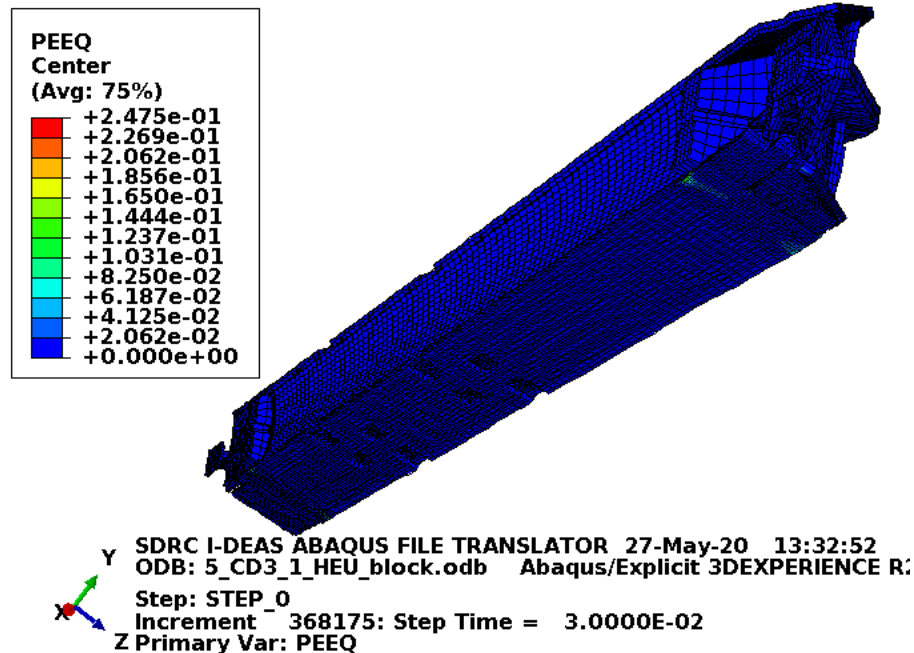 PEEQ
Center
(Avg: 75%)
+2.475e-01
+2.269e-01
+2.062e-01
+1.856e-01
+1.650e-01
+1.444e-01
+1.237e-01
+1.031e-01
+8.250e-02
+6.187e-02
+4.125e-02
+2.062e-02
+0.000e+00
SDRC I-DEAS ABAQUS FILE TRANSLATOR 27-May-20 13:32:52
ODB: 5_CD3_1_HEU_block.odb Abaqus/Explicit 3DEXPERIENCE R2
Step: STEP_0
Increment 368175: Step Time = 3.0000E-02
Primary Var: PEEQ
Y
X
Z